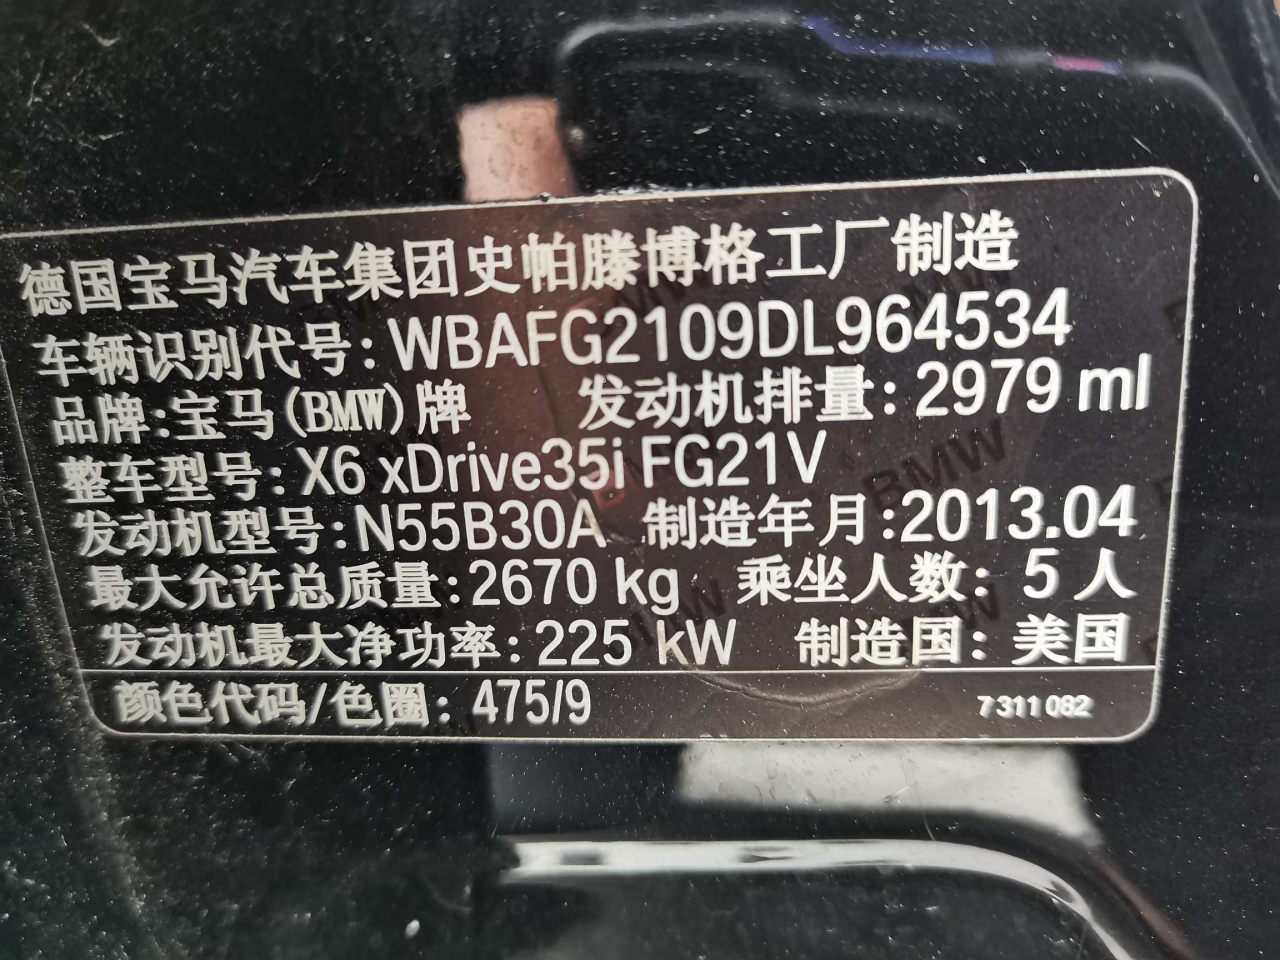 德国宝马汽车集团史帕滕博格工厂制造
车辆识别代号: WBAFG2109DL964534
品牌:宝马(BMW)牌 发动机排量: 2979 ml
整车型号: X6 xDrive35i FG21V
发动机型号:N55B30A 制造年月:2013.04
最大允许总质量:2670 kg 乘坐人数: 5 人
发动机最大净功率: 225 kW 制造国: 美国
颜色代码/色圈: 475/9 7 311 082